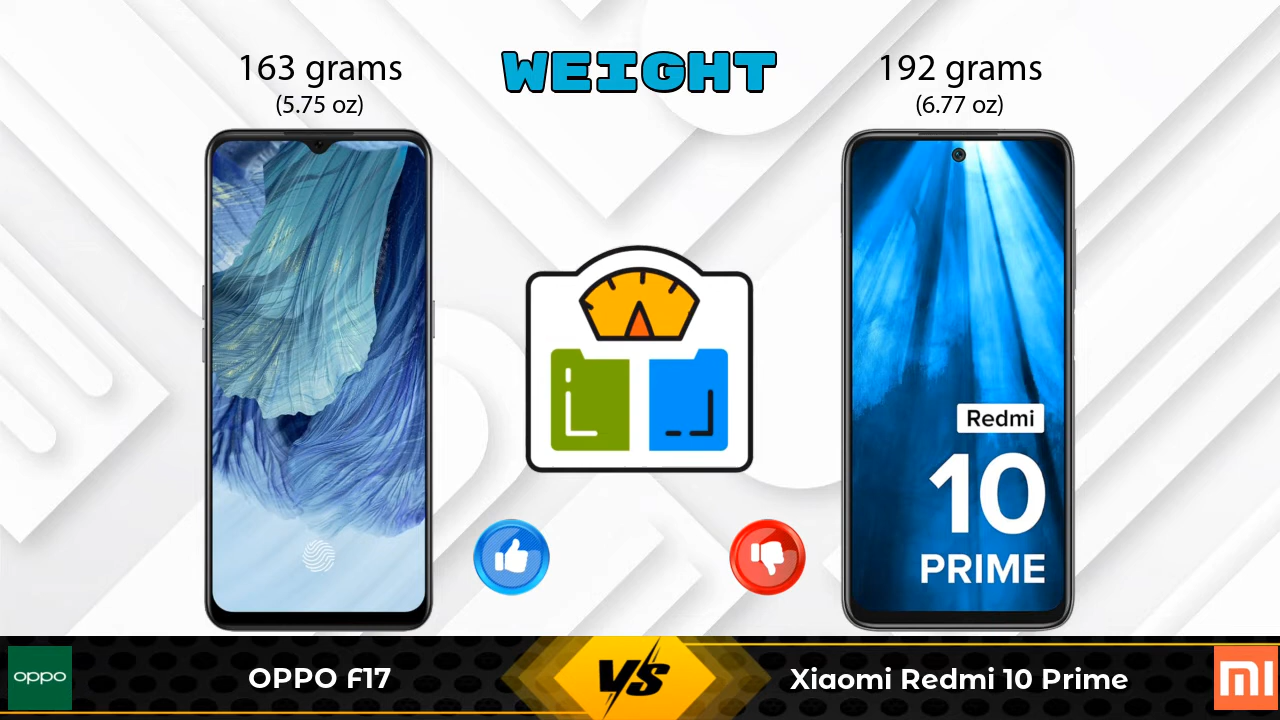 WEIGHT
163 grams
(5.75 oz)
192 grams
(6.77 oz)
Redmi
10
PRIME
oppo
OPPO F17
VS
Xiaomi Redmi 10 Prime
mi